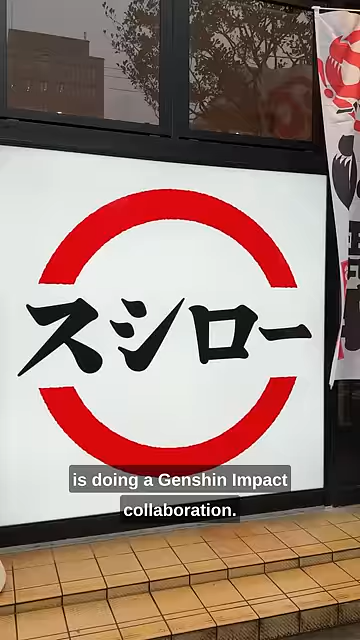 スシロー
is doing a Genshin Impact
collaboration.